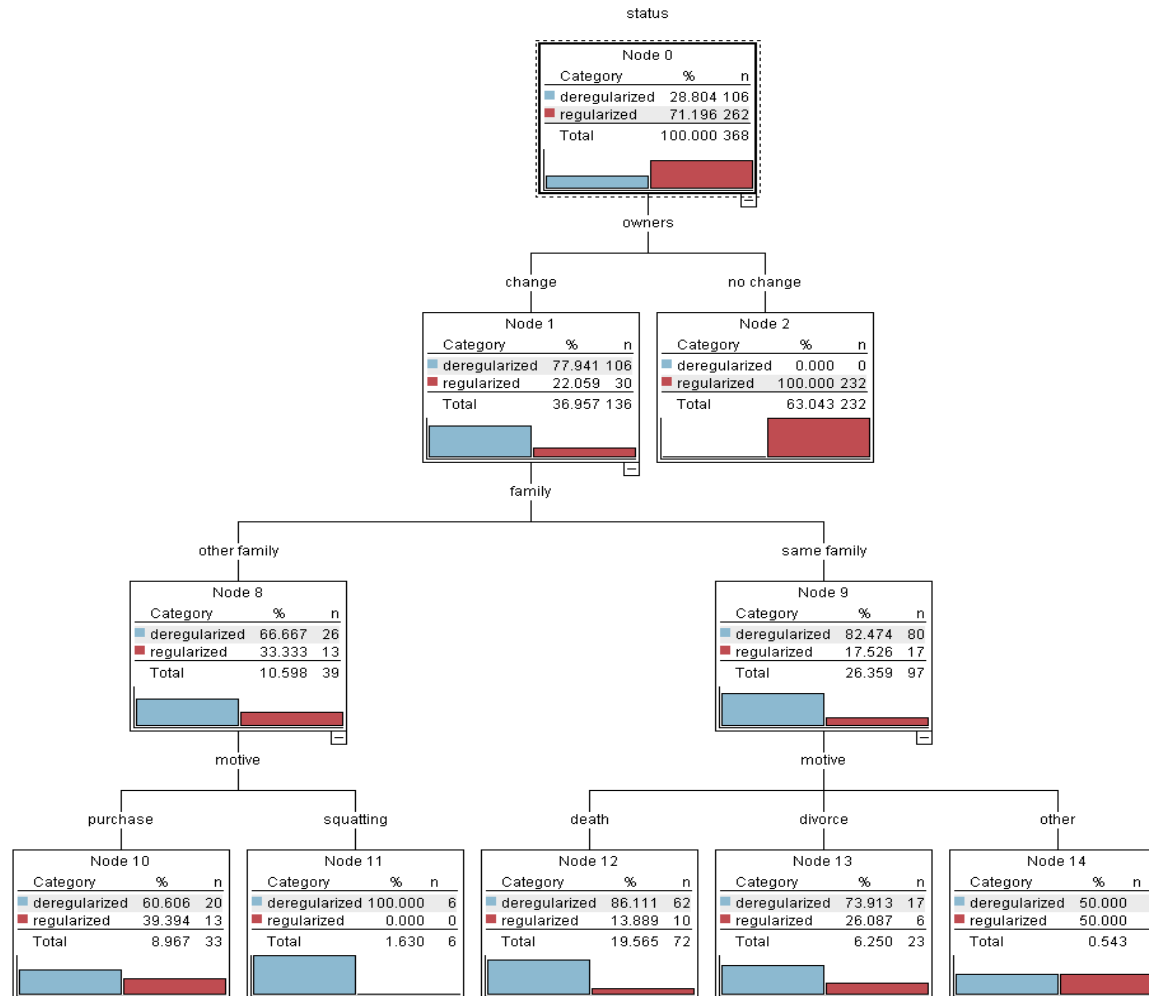 status
Node 0
Category % n
deregularized 28.804 106
regularized 71.196 262
Total 100.000 368
owners
change no change
Node 1
Category % n
deregularized 77.941 106
regularized 22.059 30
Total 36.957 136
Node 2
Category % n
deregularized 0.000 0
regularized 100.000 232
Total 63.043 232
family
other family same family
Node 8
Category % n
deregularized 66.667 26
regularized 33.333 13
Total 10.598 39
Node 9
Category % n
deregularized 82.474 80
regularized 17.526 17
Total 26.359 97
motive motive
purchase squatting death divorce other
Node 10
Category % n
deregularized 60.606 20
regularized 39.394 13
Total 8.967 33
Node 11
Category % n
deregularized 100.000 6
regularized 0.000 0
Total 1.630 6
Node 12
Category % n
deregularized 86.111 62
regularized 13.889 10
Total 19.565 72
Node 13
Category % n
deregularized 73.913 17
regularized 26.087 6
Total 6.250 23
Node 14
Category %
deregularized 50.000
regularized 50.000
Total 0.543